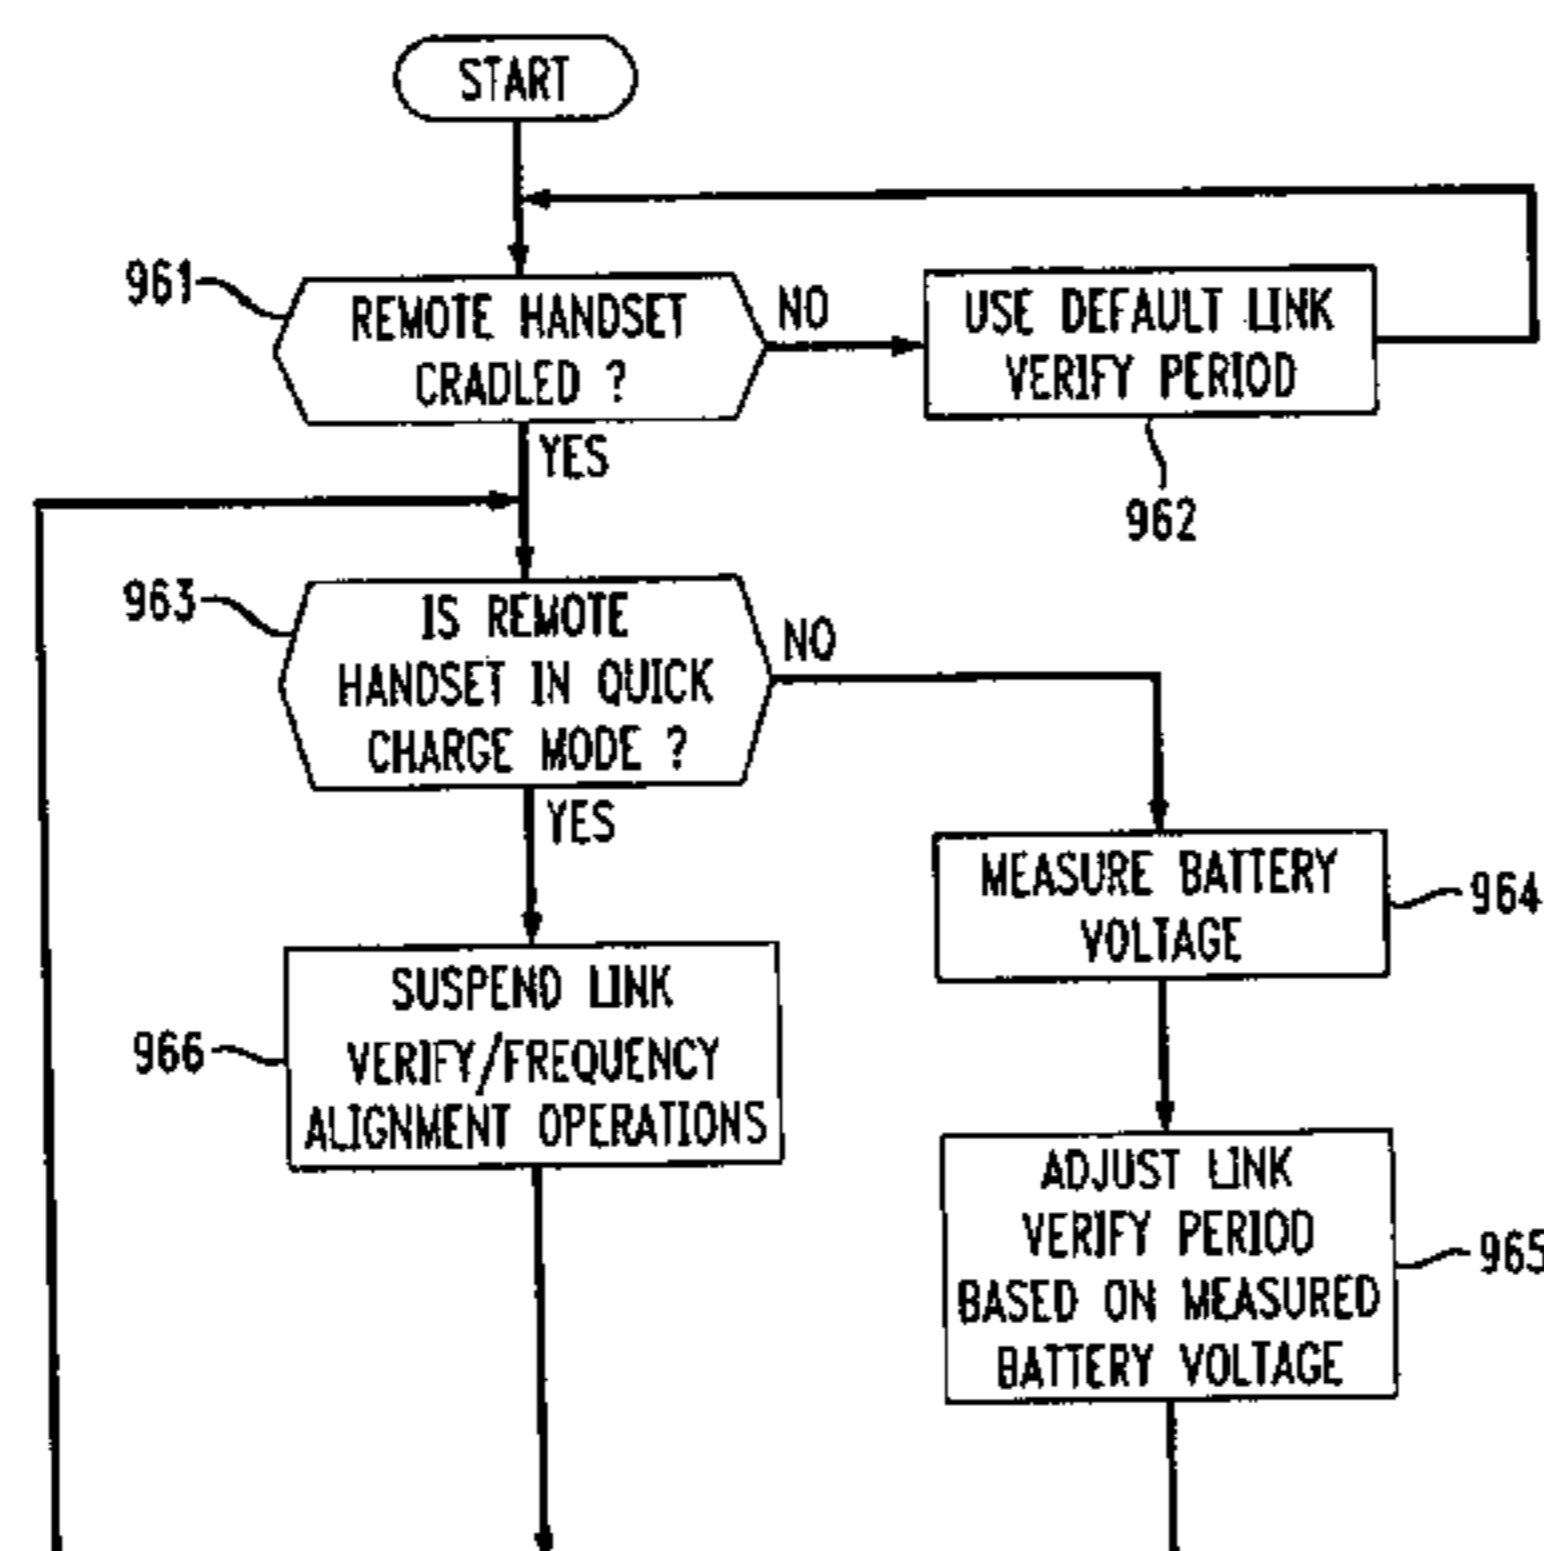 START
961
REMOTE HANDSET
CRADLED ?
NO
USE DEFAULT LINK
VERIFY PERIOD
962
YES
963
IS REMOTE
HANDSET IN QUICK
CHARGE MODE ?
NO
YES
MEASURE BATTERY
VOLTAGE
964
966
SUSPEND LINK
VERIFY/FREQUENCY
ALIGNMENT OPERATIONS
ADJUST LINK
VERIFY PERIOD
BASED ON MEASURED
BATTERY VOLTAGE
965